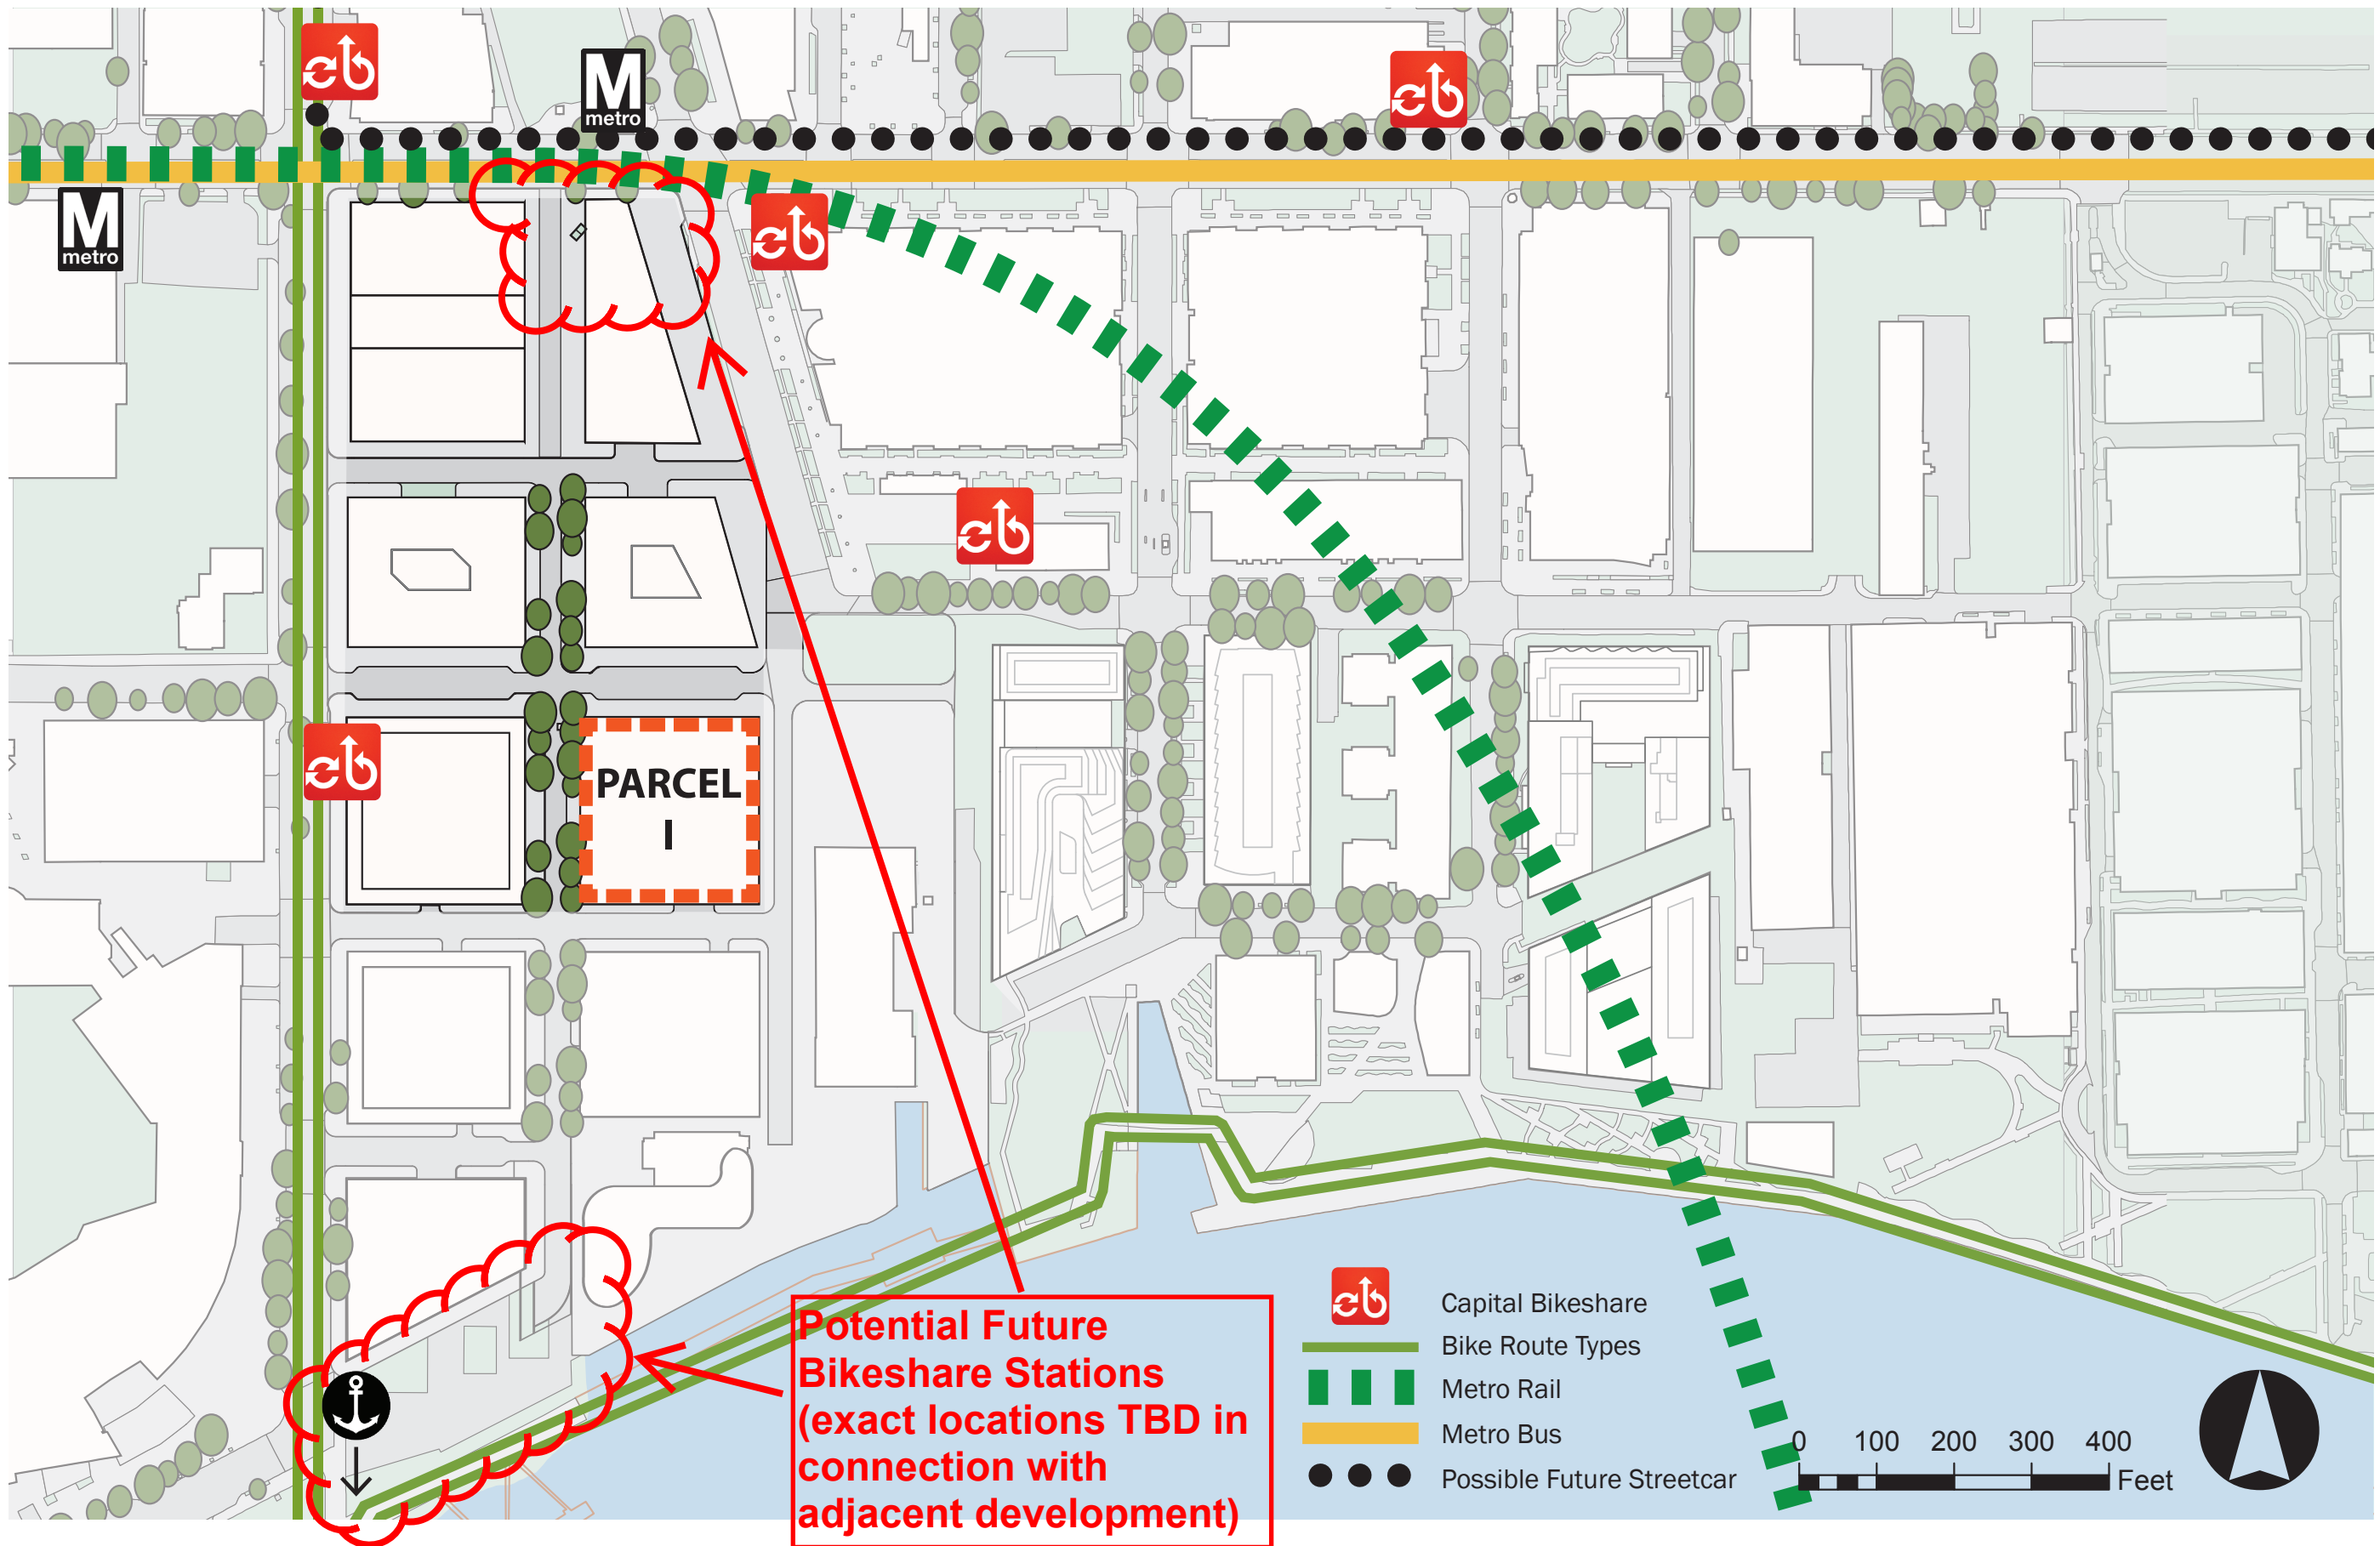 M
metro
M
metro
PARCEL
I
Potential Future
Bikeshare Stations
(exact locations TBD in
connection with
adjacent development)
Capital Bikeshare
Bike Route Types
Metro Rail
Metro Bus
Possible Future Streetcar
0 100 200 300 400
Feet